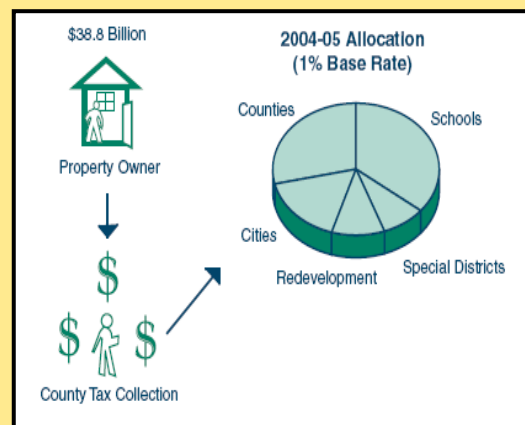 $38.8 Billion
Property Owner
$
$ $
County Tax Collection
2004-05 Allocation
(1% Base Rate)
Counties
Schools
Cities
Redevelopment
Special Districts